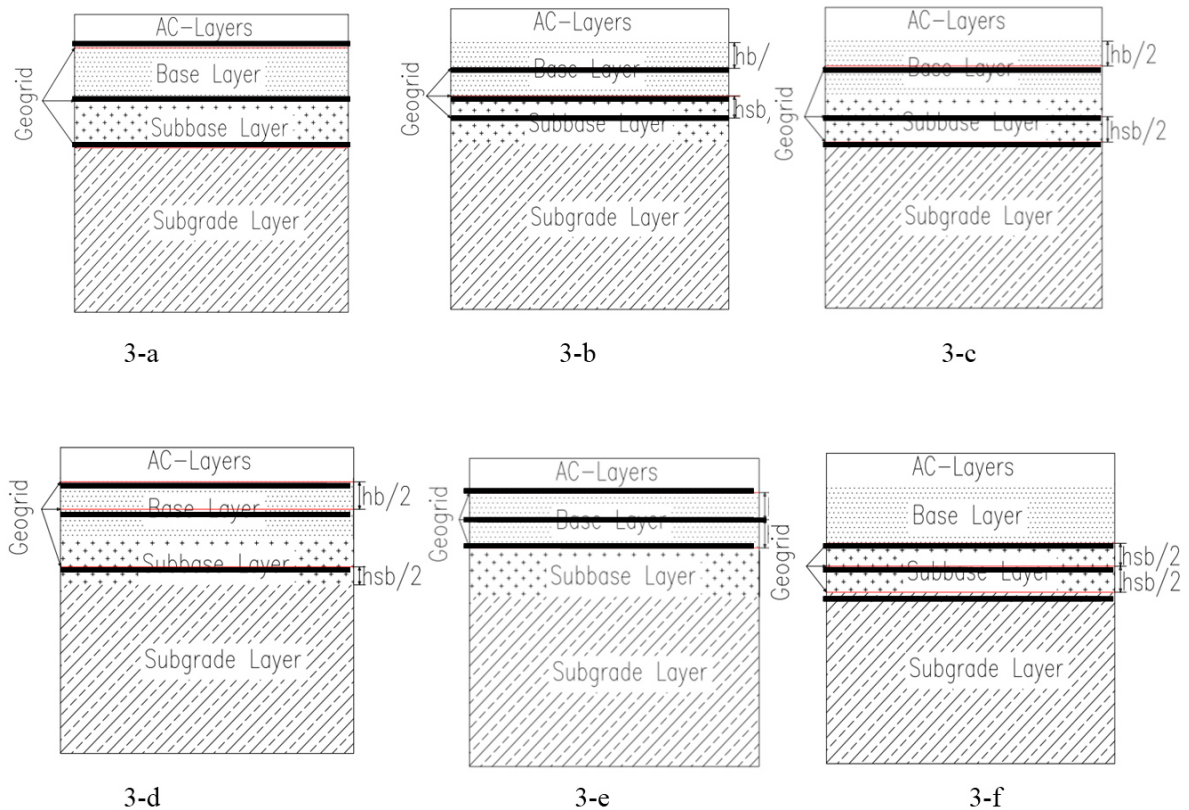 AC-Layers
Geogrid
Base Layer
Subbase Layer
Subgrade Layer
3-a
AC-Layers
hb/
Geogrid
Base Layer
hsb,
Subbase Layer
Subgrade Layer
3-b
AC-Layers
hb/2
Geogrid
Base Layer
Subbase Layer
hsb/2
Subgrade Layer
3-c
AC-Layers
Geogrid
hb/2
Base Layer
Subbase Layer
hsb/2
Subgrade Layer
3-d
AC-Layers
Geogrid
Base Layer
Subbase Layer
Subgrade Layer
3-e
AC-Layers
Geogrid
Base Layer
hsb/2
Subbase Layer
hsb/2
Subgrade Layer
3-f